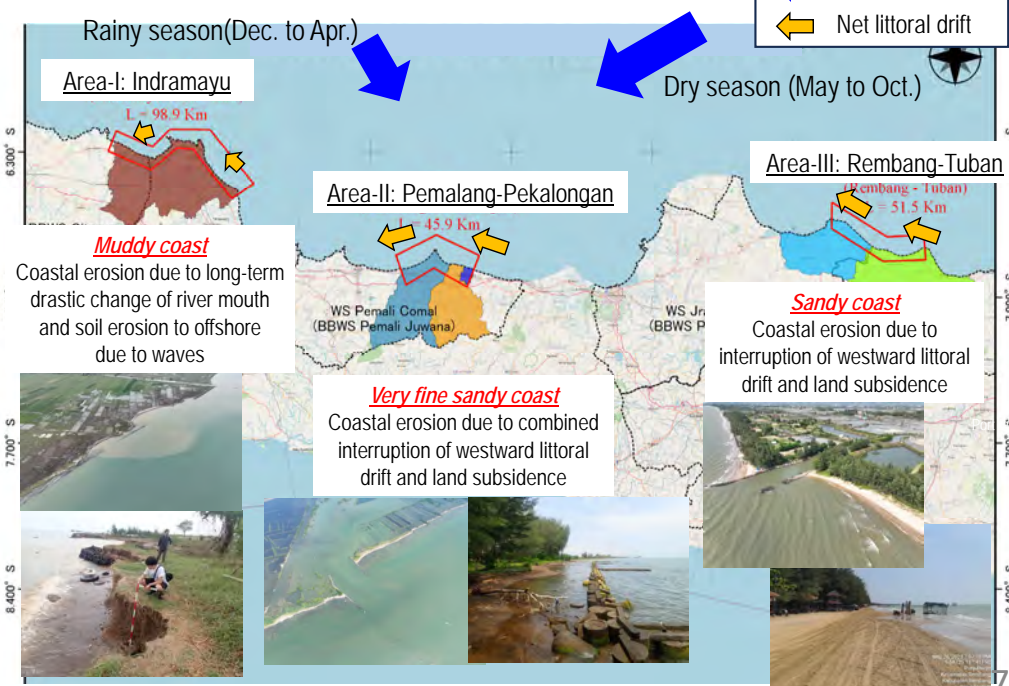 Rainy season(Dec. to Apr.)
Net littoral drift
Dry season (May to Oct.)
Area-I: Indramayu
L = 98.9 Km
6.300° S
Area-II: Pemalang-Pekalongan
L = 45.9 Km
Area-III: Rembang-Tuban
(Rembang - Tuban)
51.5 Km
Muddy coast
Coastal erosion due to long-term
drastic change of river mouth
and soil erosion to offshore
due to waves
WS Pemali Comal
(BBWS Pemali Juwana)
WS Jra
(BBWS P
Sandy coast
Coastal erosion due to
interruption of westward littoral
drift and land subsidence
Very fine sandy coast
Coastal erosion due to combined
interruption of westward littoral
drift and land subsidence
7.700° S
8.400° S
7